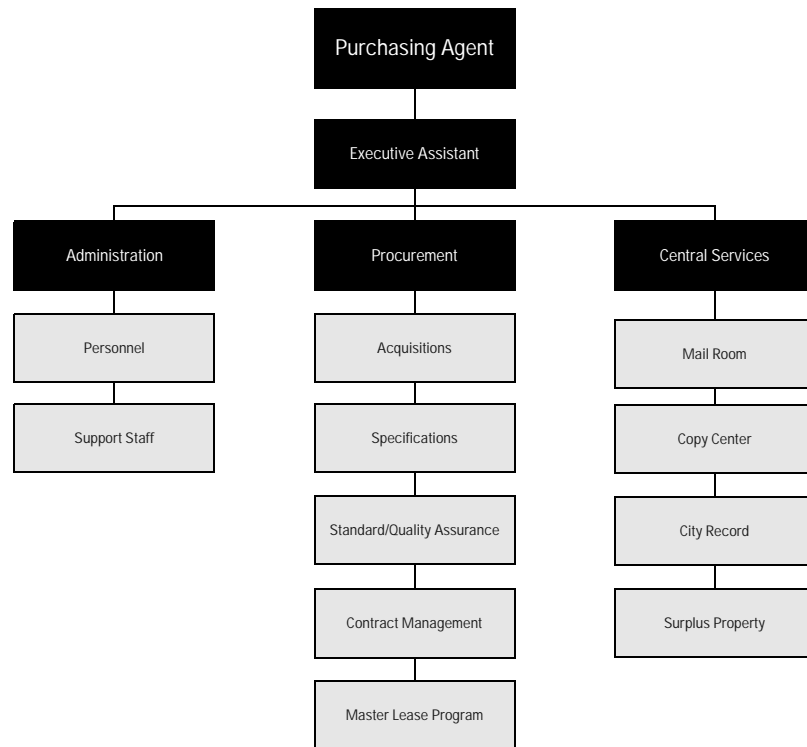 Purchasing Agent
Executive Assistant
Administration
Procurement
Central Services
Personnel
Acquisitions
Mail Room
Support Staff
Specifications
Copy Center
Standard/Quality Assurance
City Record
Contract Management
Surplus Property
Master Lease Program